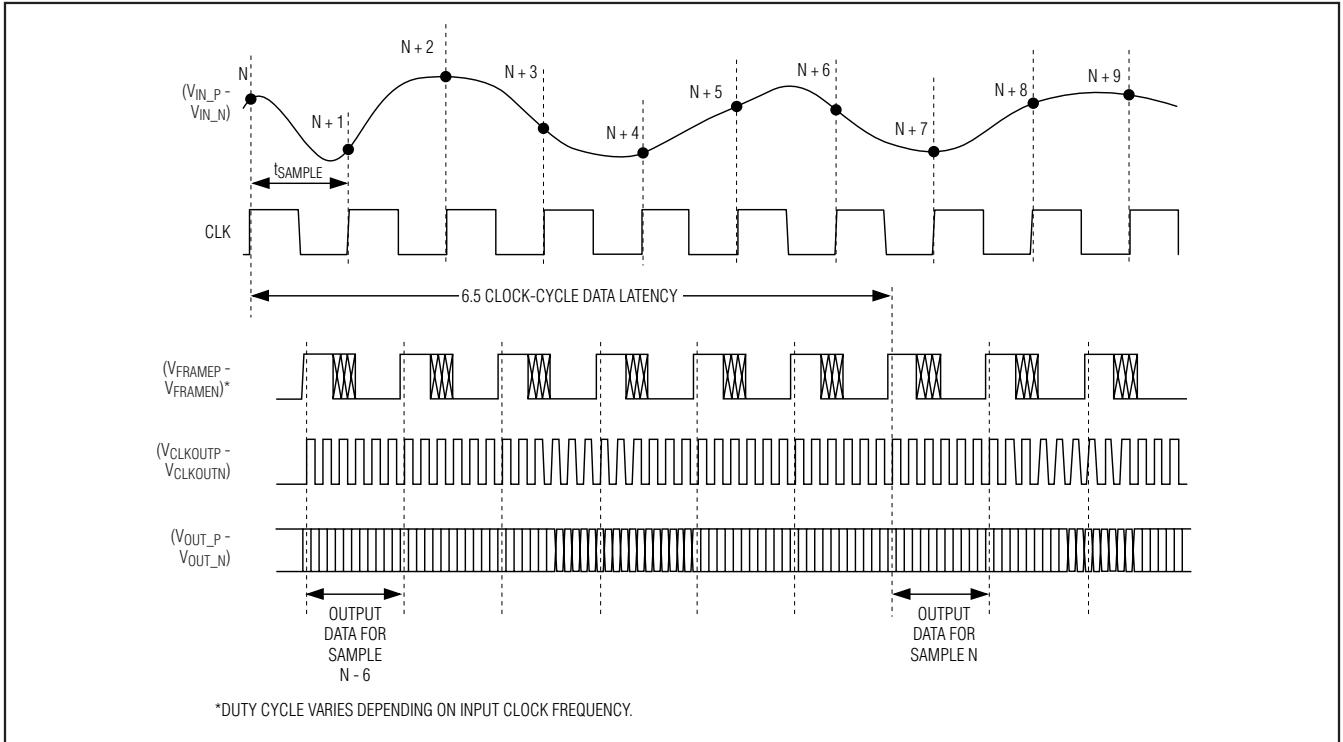 N
N + 1
N + 2
N + 3
N + 4
N + 5
N + 6
N + 7
N + 8
N + 9
(VIN_P -
VIN_N)
tSAMPLE
CLK
6.5 CLOCK-CYCLE DATA LATENCY
(VFRAMEP -
VFRAMEN)*
(VCLKOUTP -
VCLKOUTN)
(VOUT_P -
VOUT_N)
OUTPUT
DATA FOR
SAMPLE
N - 6
OUTPUT
DATA FOR
SAMPLE N
*DUTY CYCLE VARIES DEPENDING ON INPUT CLOCK FREQUENCY.